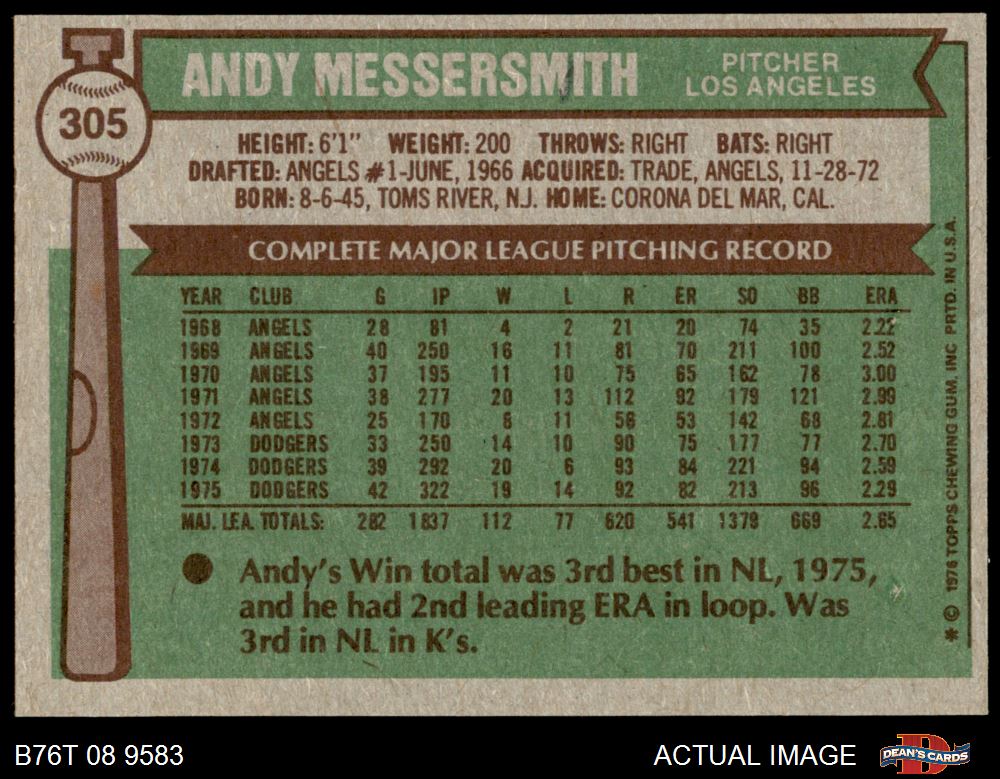 305
ANDY MESSERSMITH
PITCHER
LOS ANGELES
HEIGHT: 6'1" WEIGHT: 200 THROWS: RIGHT BATS: RIGHT
DRAFTED: ANGELS #1-JUNE, 1966 ACQUIRED: TRADE, ANGELS, 11-28-72
BORN: 8-6-45, TOMS RIVER, N.J. HOME: CORONA DEL MAR, CAL.
COMPLETE MAJOR LEAGUE PITCHING RECORD
YEAR CLUB G IP W L R ER SO BB ERA
1968 ANGELS 28 81 4 2 21 20 74 35 2.22
1969 ANGELS 40 250 16 11 81 70 211 100 2.52
1970 ANGELS 37 195 11 10 75 65 162 78 3.00
1971 ANGELS 38 277 20 13 112 92 179 121 2.99
1972 ANGELS 25 170 8 11 56 53 142 68 2.81
1973 DODGERS 33 250 14 10 90 75 177 77 2.70
1974 DODGERS 39 292 20 6 93 84 221 94 2.59
1975 DODGERS 42 322 19 14 92 82 213 96 2.29
MAJ. LEA. TOTALS: 282 1837 112 77 620 541 1379 669 2.65
Andy's Win total was 3rd best in NL, 1975,
and he had 2nd leading ERA in loop. Was
3rd in NL in K's.
* © 1976 TOPPS CHEWING GUM, INC PRTD. IN U.S.A.
B76T 08 9583
ACTUAL IMAGE
DEAN'S CARDS